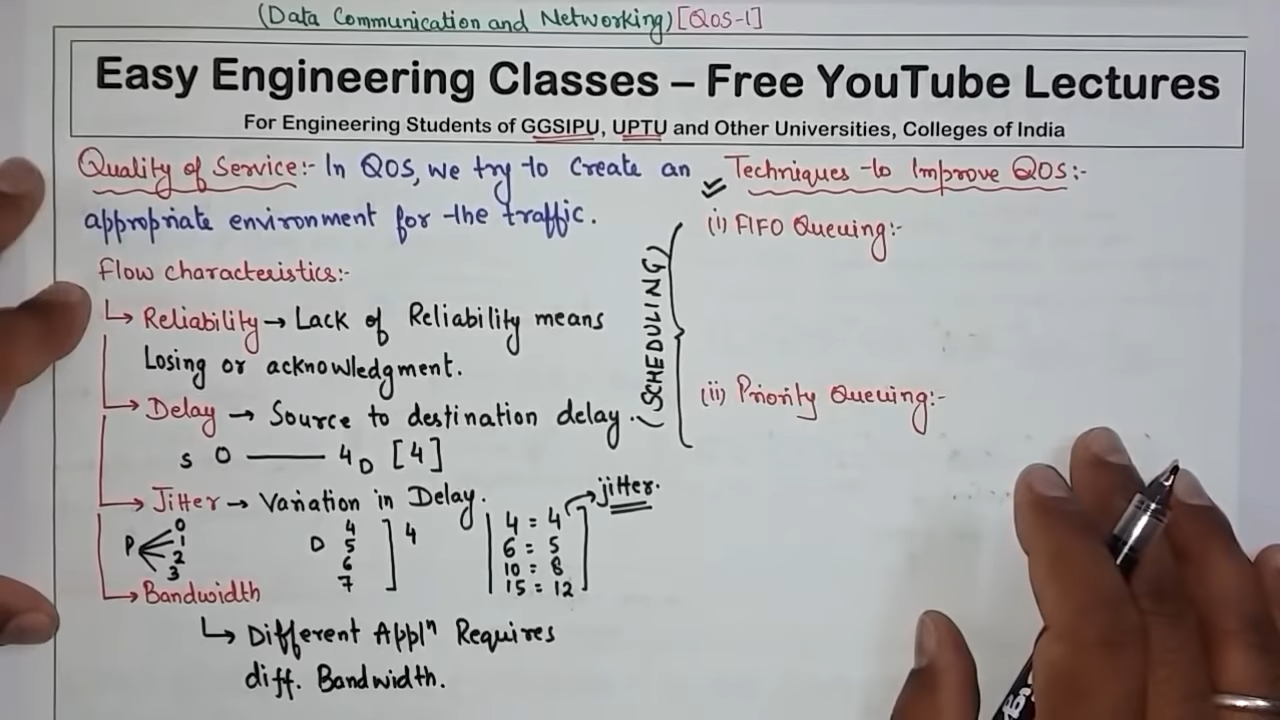 (Data Communication and Networking) [QOS-1]
Easy Engineering Classes – Free YouTube Lectures
For Engineering Students of GGSIPU, UPTU and Other Universities, Colleges of India
Quality of Service:- In QOS, we try to create an
appropriate environment for the traffic.
Flow characteristics:-
↳ Reliability → Lack of Reliability means
Losing or acknowledgment.
→ Delay → Source to destination delay.
S 0 —— 4 D [4]
→ Jitter → Variation in Delay.
P 0 1 2 3
D 4 5 6 7 ] 4
4 = 4
6 = 5
10 = 8
15 = 12
jitter.
→ Bandwidth
↳ Different Appln Requires
diff. Bandwidth.
Techniques to Improve QOS:-
(SCHEDULING)
(i) FIFO Queuing:-
(ii) Priority Queuing:-